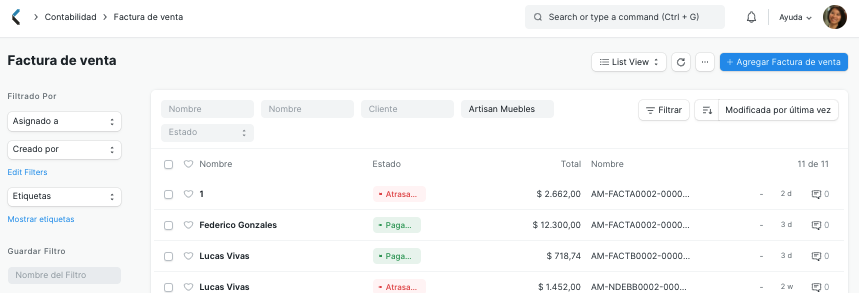 Contabilidad
Factura de venta
Search or type a command (Ctrl + G)
Ayuda
Factura de venta
List View
+ Agregar Factura de venta
Filtrado Por
Asignado a
Creado por
Edit Filters
Etiquetas
Mostrar etiquetas
Guardar Filtro
Nombre del Filtro
Nombre Nombre Cliente Artisan Muebles
Estado
Filtrar
Modificada por última vez
Nombre Estado Total Nombre 11 de 11
1 Atrasa... $ 2.662,00 AM-FACTA0002-0000... - 2 d 0
Federico Gonzales Paga... $ 12.300,00 AM-FACTA0002-0000... - 3 d 0
Lucas Vivas Paga... $ 718,74 AM-FACTB0002-0000... - 3 d 0
Lucas Vivas Atrasa... $ 1.452,00 AM-NDEBB0002-0000... - 2 w 0